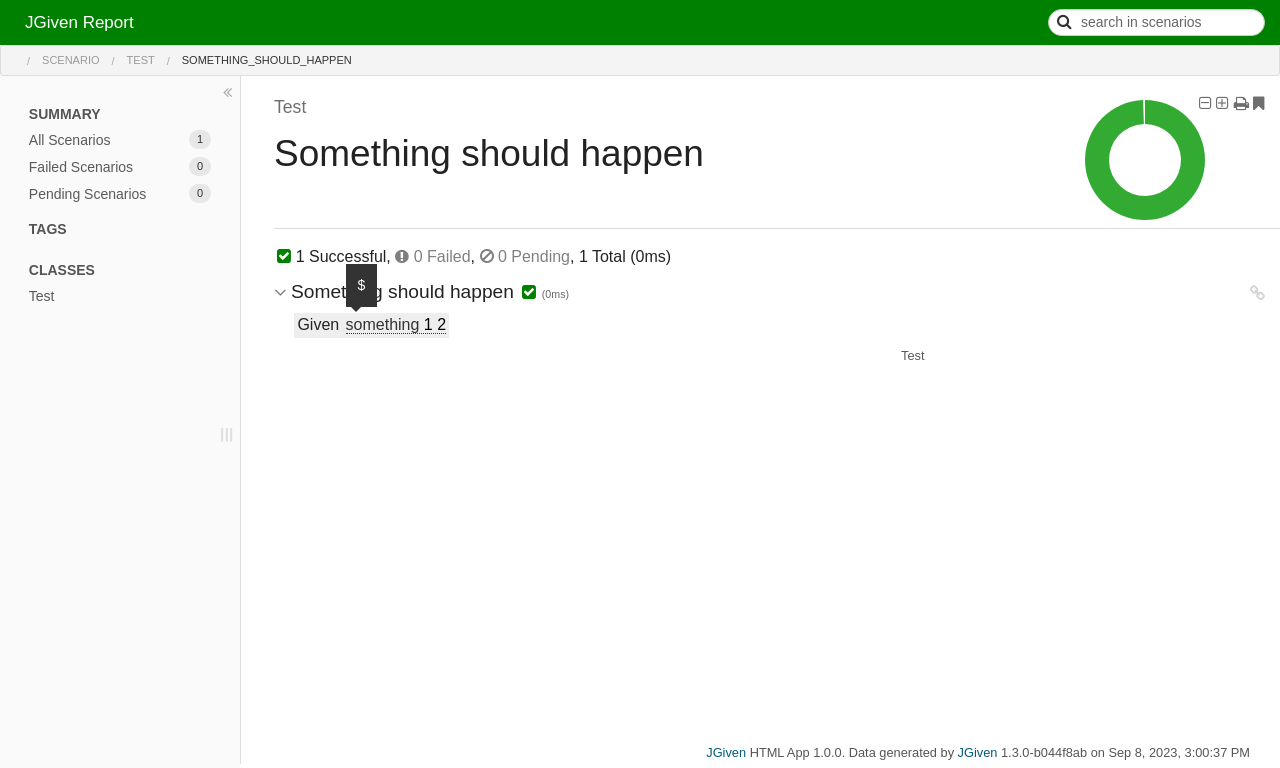 JGiven Report
search in scenarios
/ SCENARIO / TEST / SOMETHING_SHOULD_HAPPEN
SUMMARY
All Scenarios 1
Failed Scenarios 0
Pending Scenarios 0
TAGS
CLASSES
Test
Test
Something should happen
1 Successful, 0 Failed, 0 Pending, 1 Total (0ms)
$
Something should happen (0ms)
Given something 1 2
Test
JGiven HTML App 1.0.0. Data generated by JGiven 1.3.0-b044f8ab on Sep 8, 2023, 3:00:37 PM